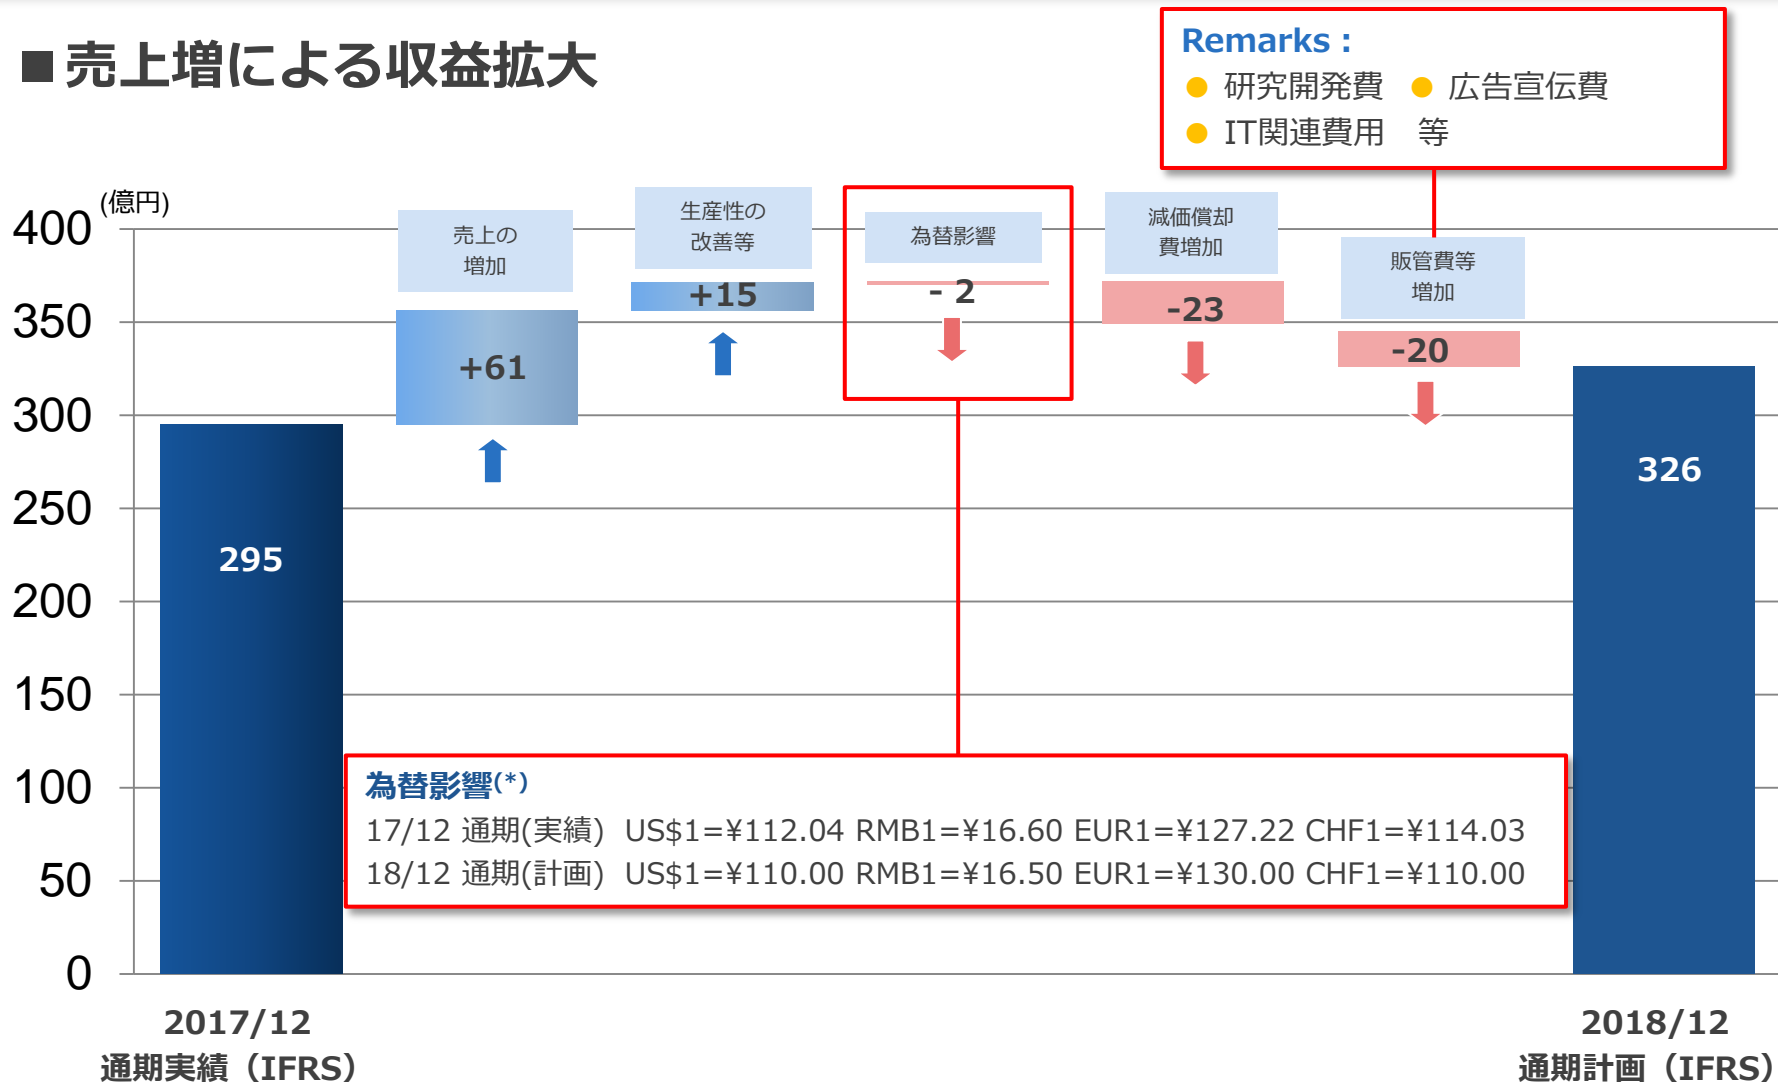 ■売上増による収益拡大
Remarks：
● 研究開発費 ● 広告宣伝費
● IT関連費用　等
(億円)
400
350
300
250
200
150
100
50
0
295
売上の
増加
+61
生産性の
改善等
+15
為替影響
- 2
減価償却
費増加
-23
販管費等
増加
-20
326
為替影響(*)
17/12 通期(実績) US$1=¥112.04 RMB1=¥16.60 EUR1=¥127.22 CHF1=¥114.03
18/12 通期(計画) US$1=¥110.00 RMB1=¥16.50 EUR1=¥130.00 CHF1=¥110.00
2017/12
通期実績（IFRS）
2018/12
通期計画（IFRS）